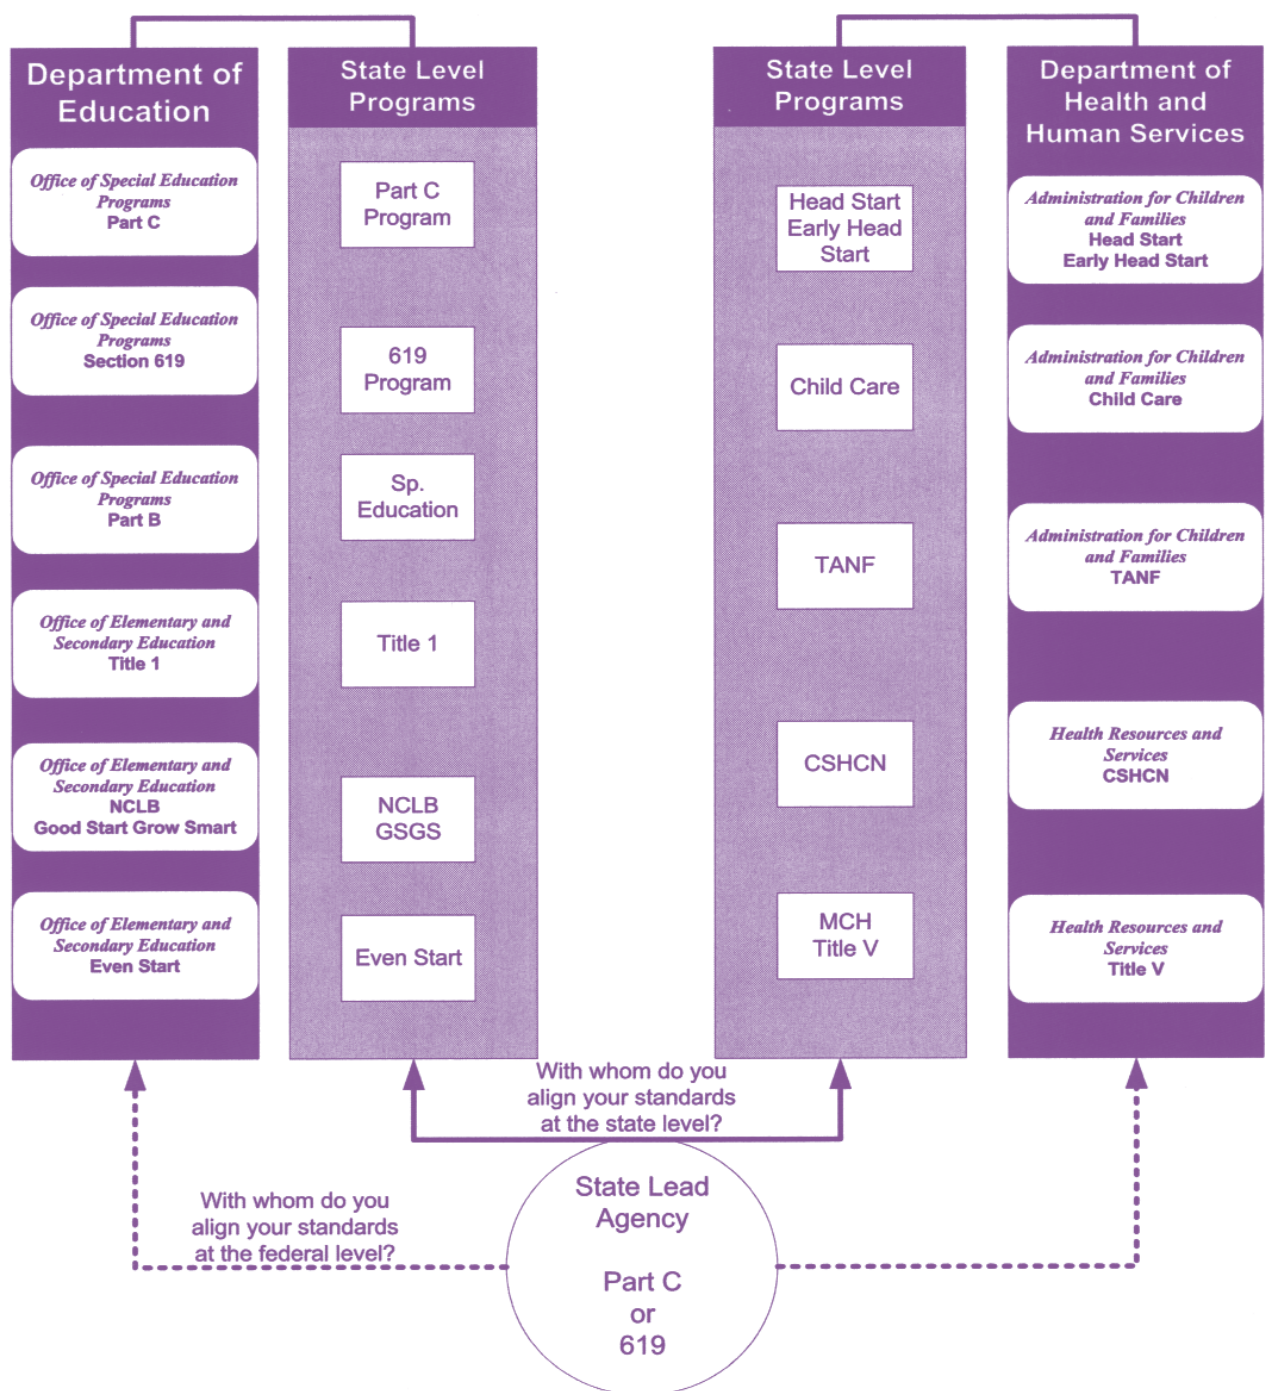 Department of
Education
Office of Special Education
Programs
Part C
Office of Special Education
Programs
Section 619
Office of Special Education
Programs
Part B
Office of Elementary and
Secondary Education
Title 1
Office of Elementary and
Secondary Education
NCLB
Good Start Grow Smart
Office of Elementary and
Secondary Education
Even Start
State Level
Programs
Part C
Program
619
Program
Sp.
Education
Title 1
NCLB
GSGS
Even Start
State Level
Programs
Head Start
Early Head
Start
Child Care
TANF
CSHCN
MCH
Title V
Department of
Health and
Human Services
Administration for Children
and Families
Head Start
Early Head Start
Administration for Children
and Families
Child Care
Administration for Children
and Families
TANF
Health Resources and
Services
CSHCN
Health Resources and
Services
Title V
With whom do you
align your standards
at the state level?
With whom do you
align your standards
at the federal level?
State Lead
Agency
Part C
or
619